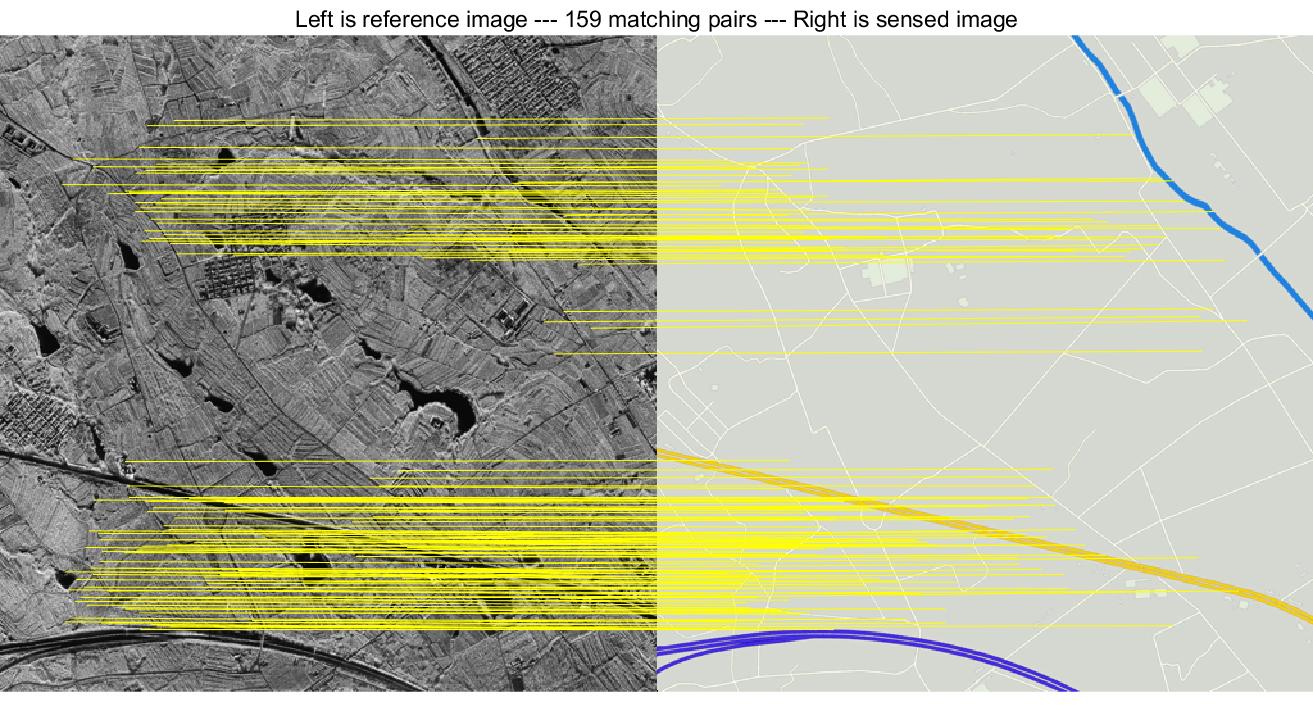 Left is reference image --- 159 matching pairs --- Right is sensed image